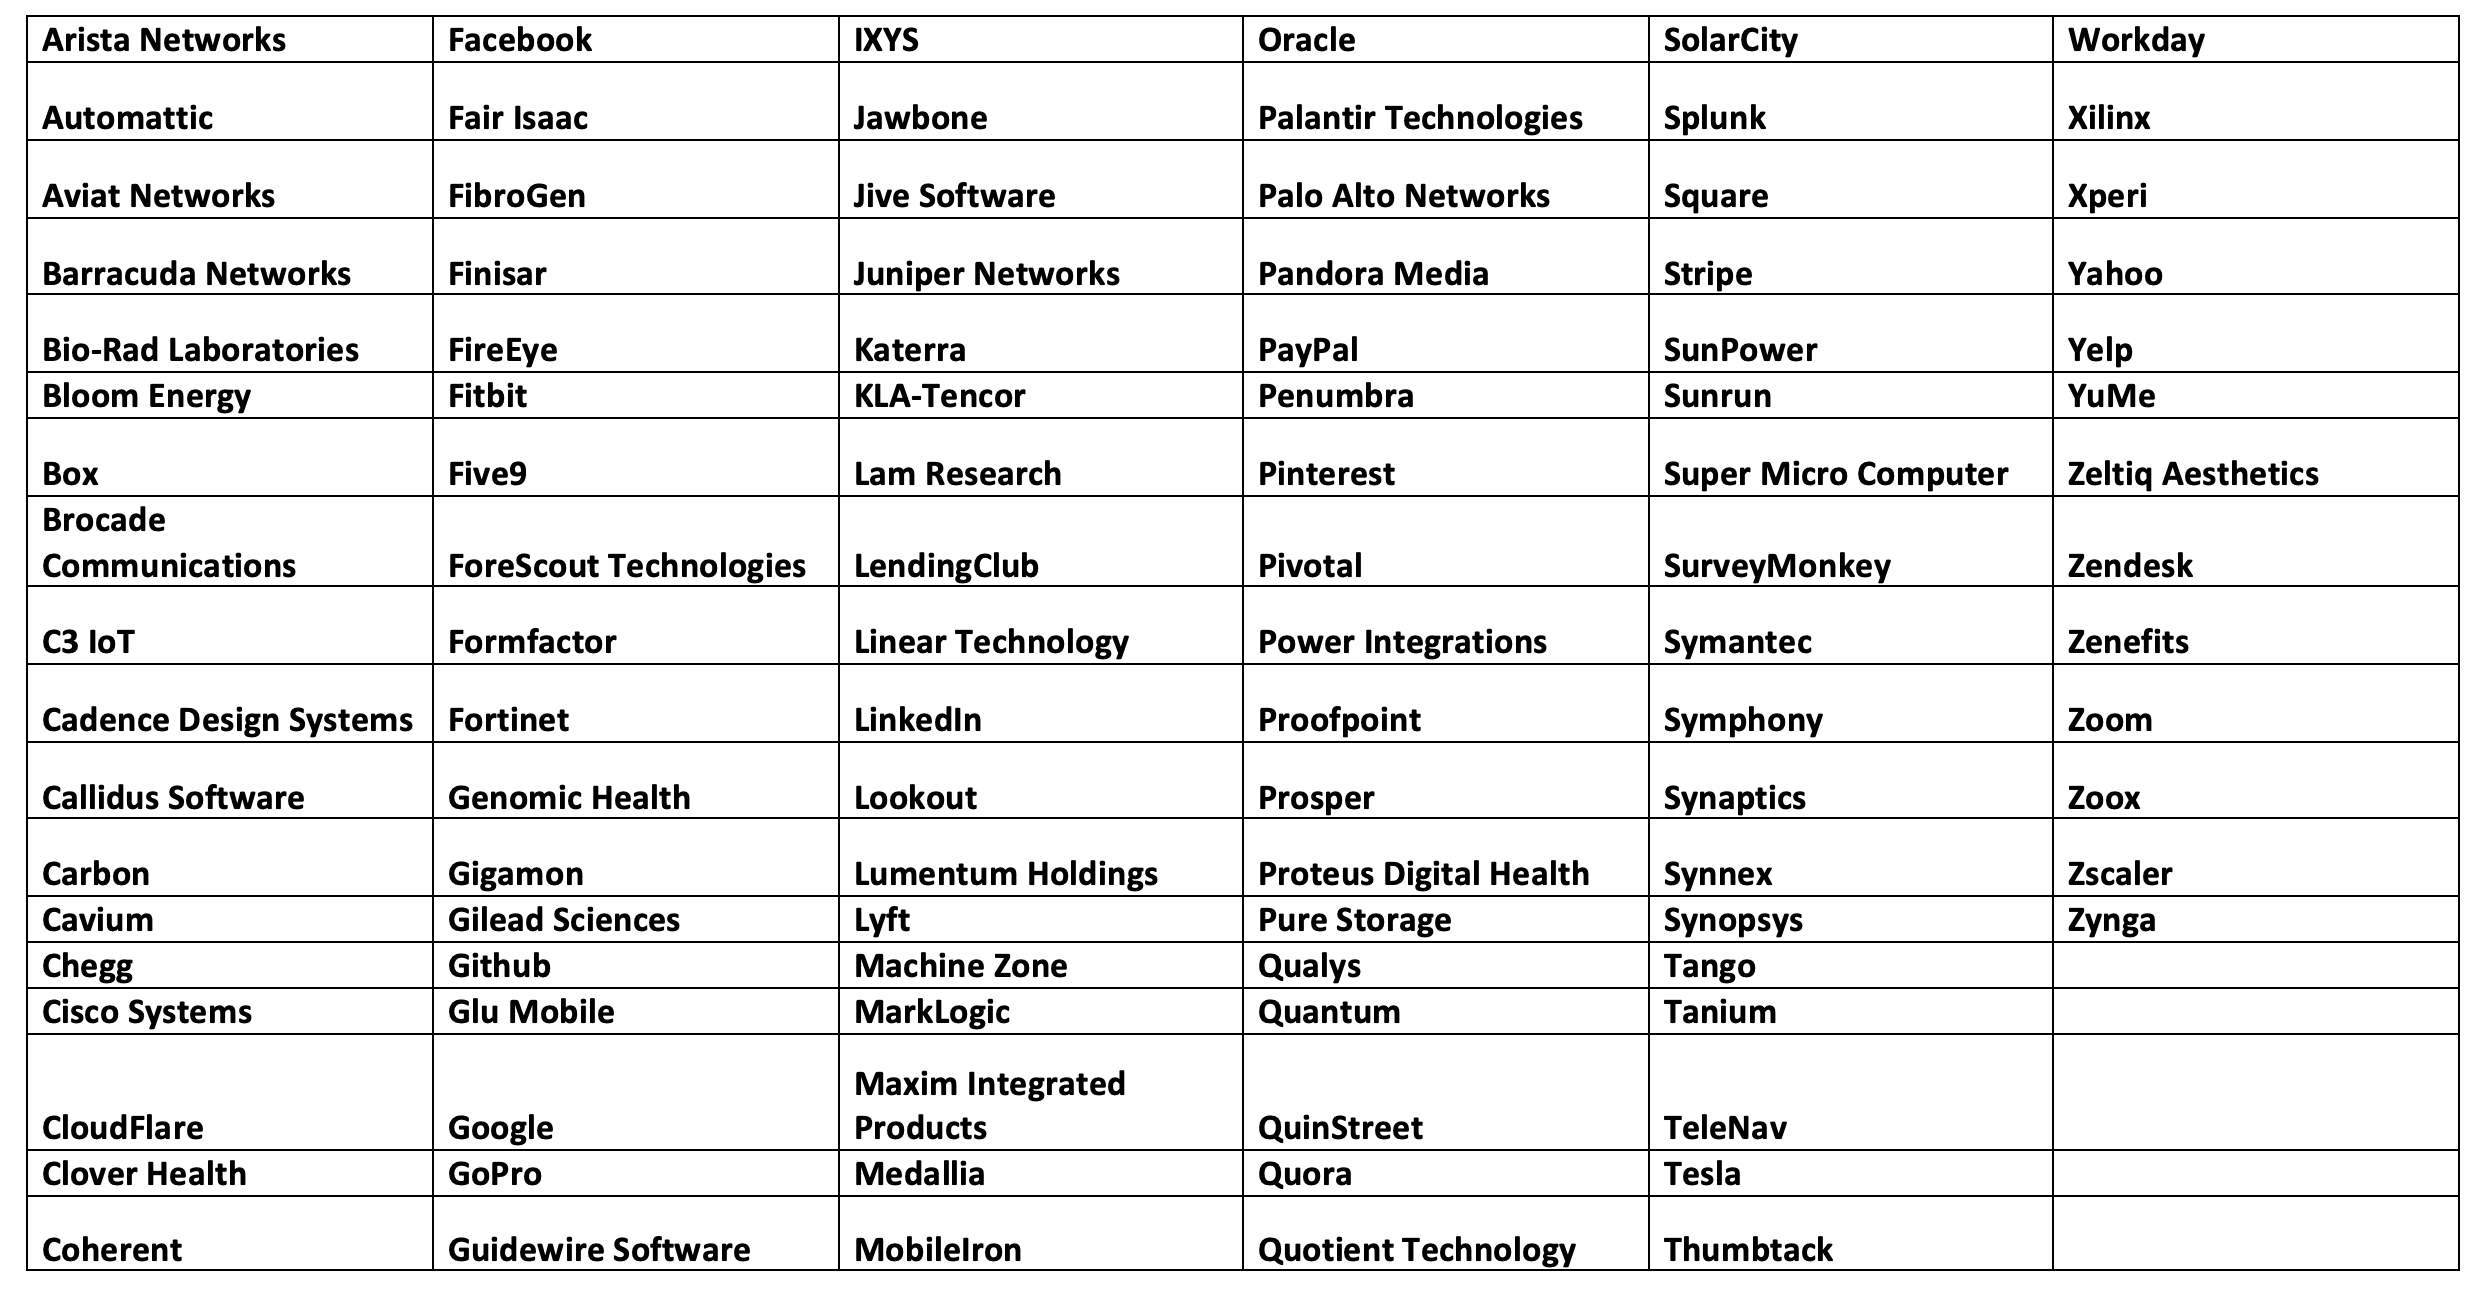 Arista Networks Facebook IXYS Oracle SolarCity Workday
Automattic Fair Isaac Jawbone Palantir Technologies Splunk Xilinx
Aviat Networks FibroGen Jive Software Palo Alto Networks Square Xperi
Barracuda Networks Finisar Juniper Networks Pandora Media Stripe Yahoo
Bio-Rad Laboratories FireEye Katerra PayPal SunPower Yelp
Bloom Energy Fitbit KLA-Tencor Penumbra Sunrun YuMe
Box Five9 Lam Research Pinterest Super Micro Computer Zeltiq Aesthetics
Brocade
Communications ForeScout Technologies LendingClub Pivotal SurveyMonkey Zendesk
C3 IoT Formfactor Linear Technology Power Integrations Symantec Zenefits
Cadence Design Systems Fortinet LinkedIn Proofpoint Symphony Zoom
Callidus Software Genomic Health Lookout Prosper Synaptics Zoox
Carbon Gigamon Lumentum Holdings Proteus Digital Health Synnex Zscaler
Cavium Gilead Sciences Lyft Pure Storage Synopsys Zynga
Chegg Github Machine Zone Qualys Tango
Cisco Systems Glu Mobile MarkLogic Quantum Tanium
Maxim Integrated
CloudFlare Google Products QuinStreet TeleNav
Clover Health GoPro Medallia Quora Tesla
Coherent Guidewire Software MobileIron Quotient Technology Thumbtack